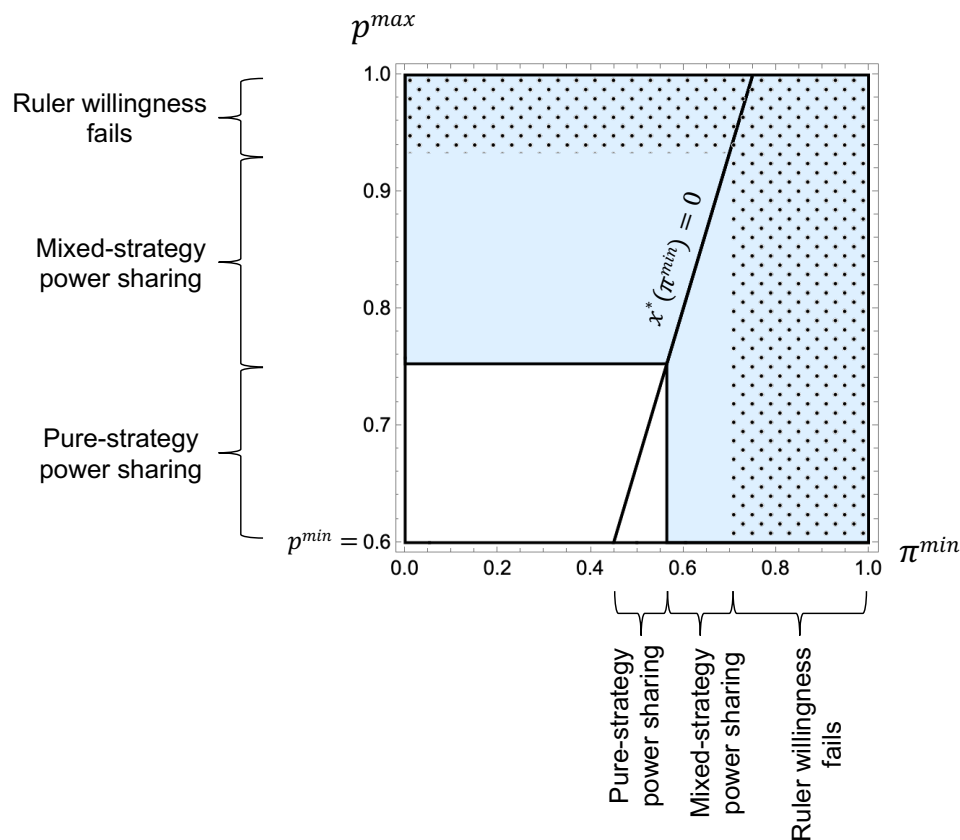 p^max
Ruler willingness
fails
Mixed-strategy
power sharing
Pure-strategy
power sharing
1.0
0.9
0.8
0.7
p^min = 0.6
x*(π^min) = 0
0.0 0.2 0.4 0.6 0.8 1.0
π^min
Pure-strategy
power sharing
Mixed-strategy
power sharing
Ruler willingness
fails